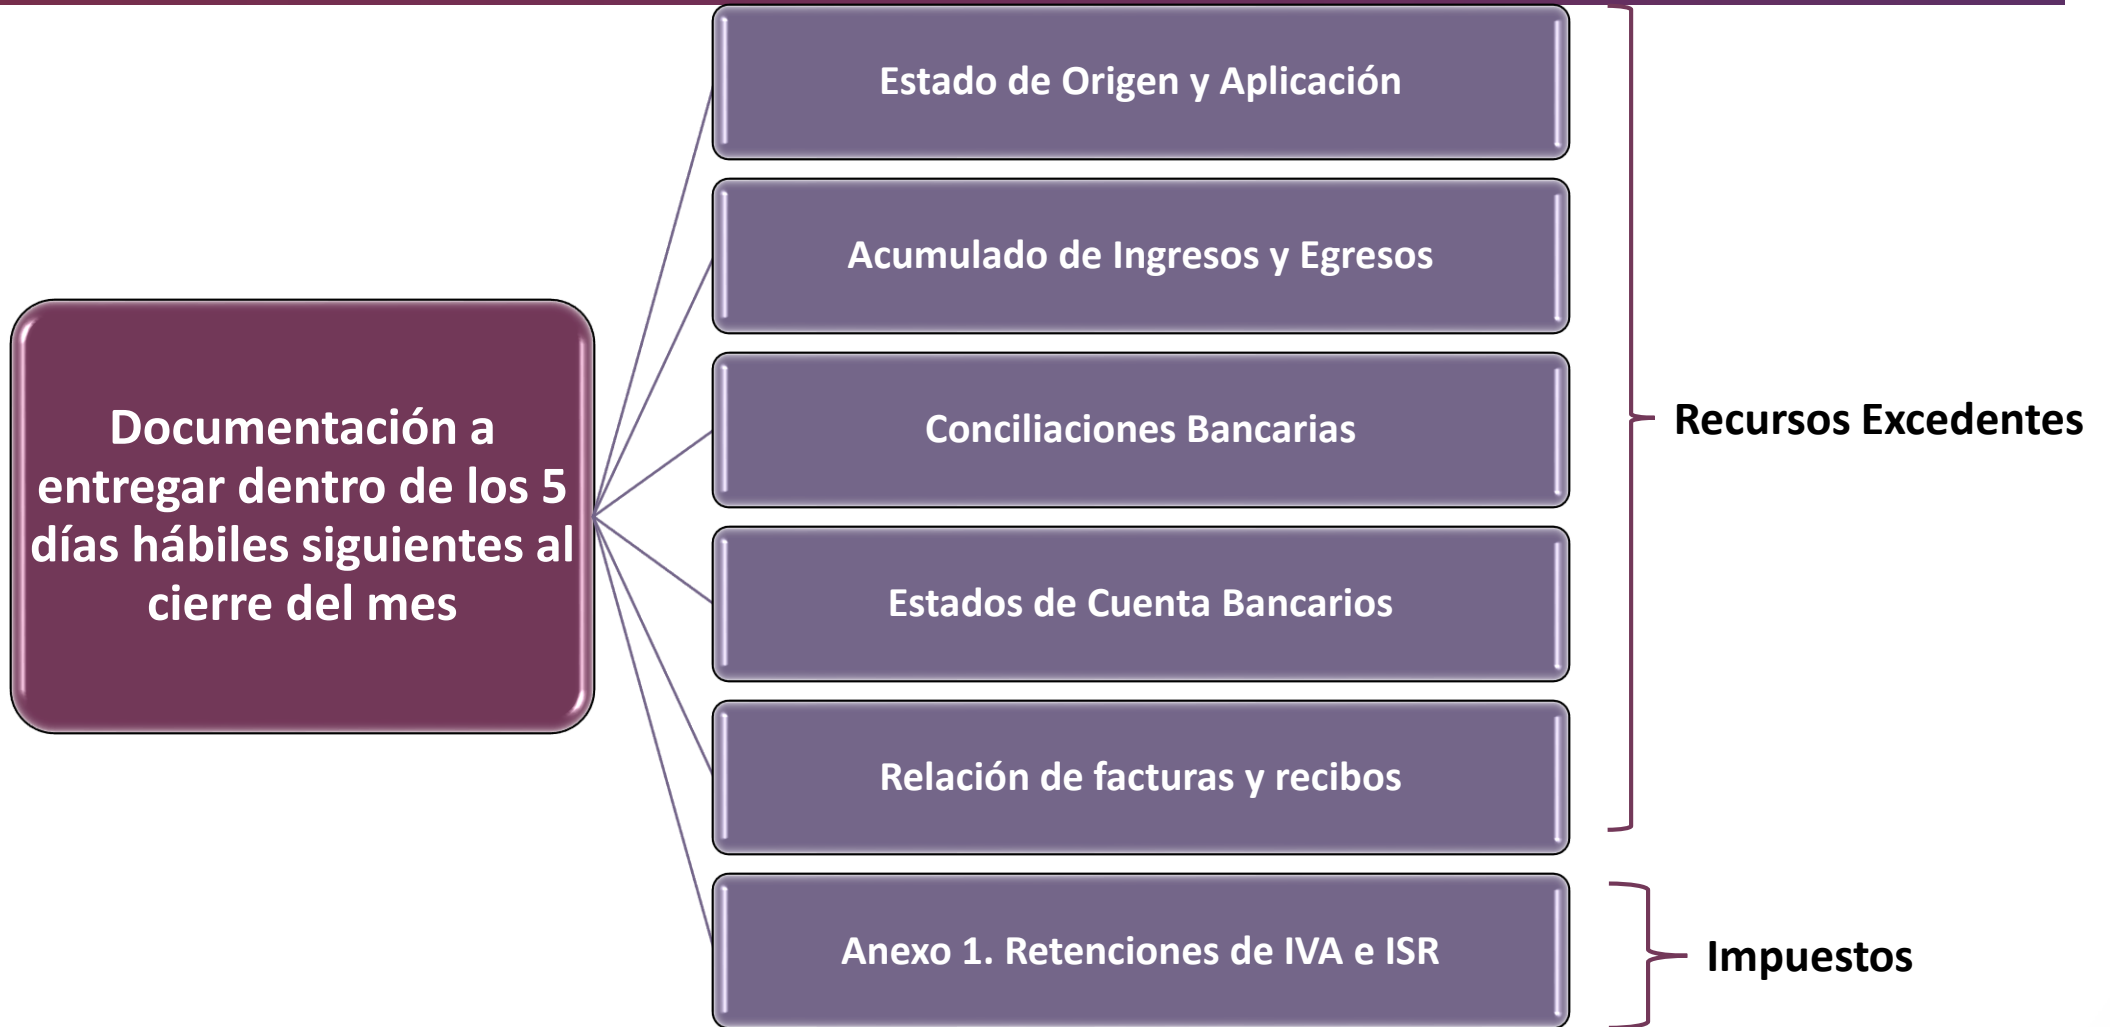 Documentación a
entregar dentro de los 5
días hábiles siguientes al
cierre del mes
Estado de Origen y Aplicación
Acumulado de Ingresos y Egresos
Conciliaciones Bancarias
Estados de Cuenta Bancarios
Relación de facturas y recibos
Anexo 1. Retenciones de IVA e ISR
Recursos Excedentes
Impuestos